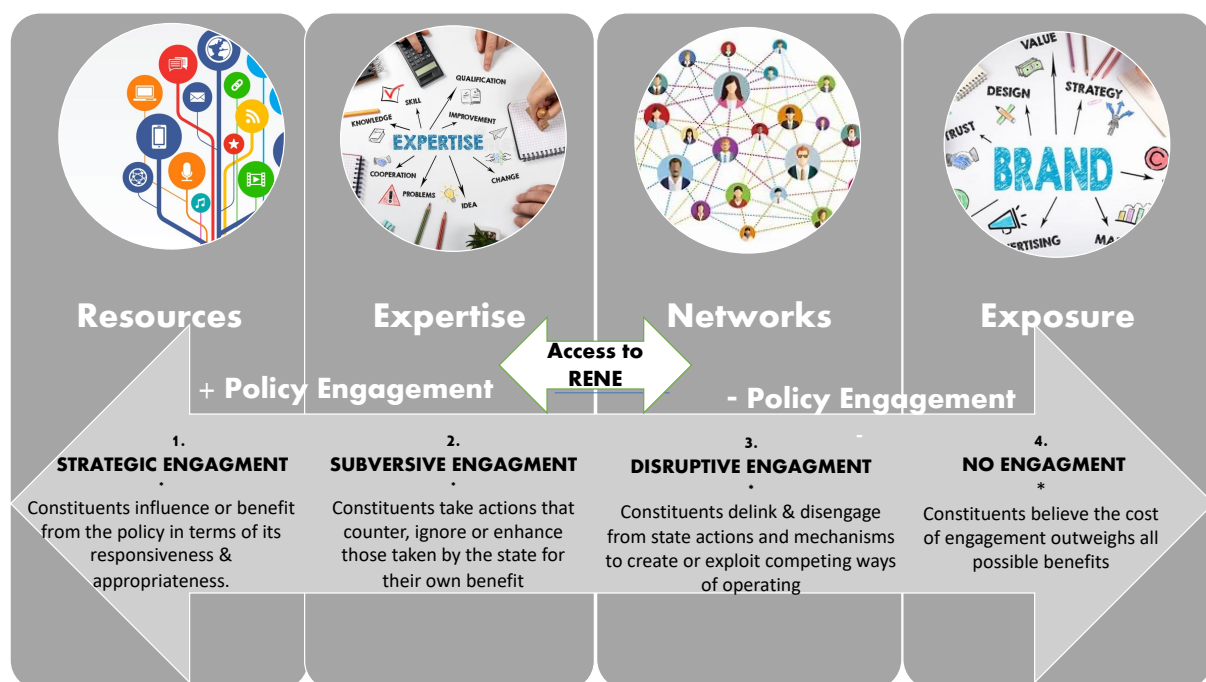 QUALIFICATION
SKILL
KNOWLEDGE
IMPROVEMENT
EXPERTISE
COOPERATION
CHANGE
PROBLEMS
IDEA
VALUE
DESIGN
STRATEGY
TRUST
BRAND
ERTISING
MA
Resources
Expertise
Networks
Exposure
Access to
RENE
+ Policy Engagement
- Policy Engagement
-
1.
STRATEGIC ENGAGMENT
*
Constituents influence or benefit
from the policy in terms of its
responsiveness &
appropriateness.
2.
SUBVERSIVE ENGAGMENT
*
Constituents take actions that
counter, ignore or enhance
those taken by the state for
their own benefit
3.
DISRUPTIVE ENGAGMENT
*
Constituents delink & disengage
from state actions and mechanisms
to create or exploit competing ways
of operating
4.
NO ENGAGMENT
*
Constituents believe the cost
of engagement outweighs all
possible benefits